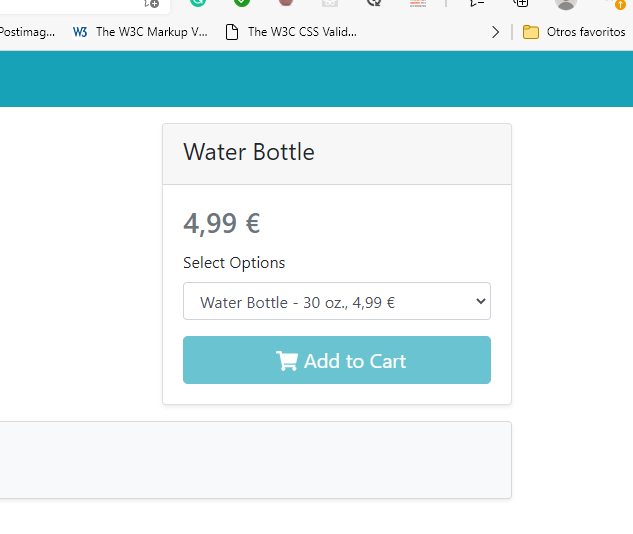 Postimag...
W3 The W3C Markup V...
The W3C CSS Valid...
Otros favoritos
Water Bottle
4,99 €
Select Options
Water Bottle - 30 oz., 4,99 €
Add to Cart